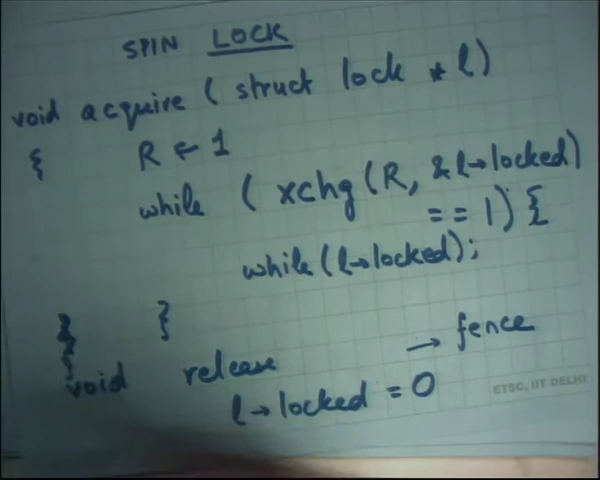 SPIN LOCK
void acquire ( struct lock * l)
{ R ← 1
while ( xchg (R, &l→locked)
== 1) {
while (l→locked);
} }
→ fence
void release
l→locked = 0
ETSC, IIT DELHI